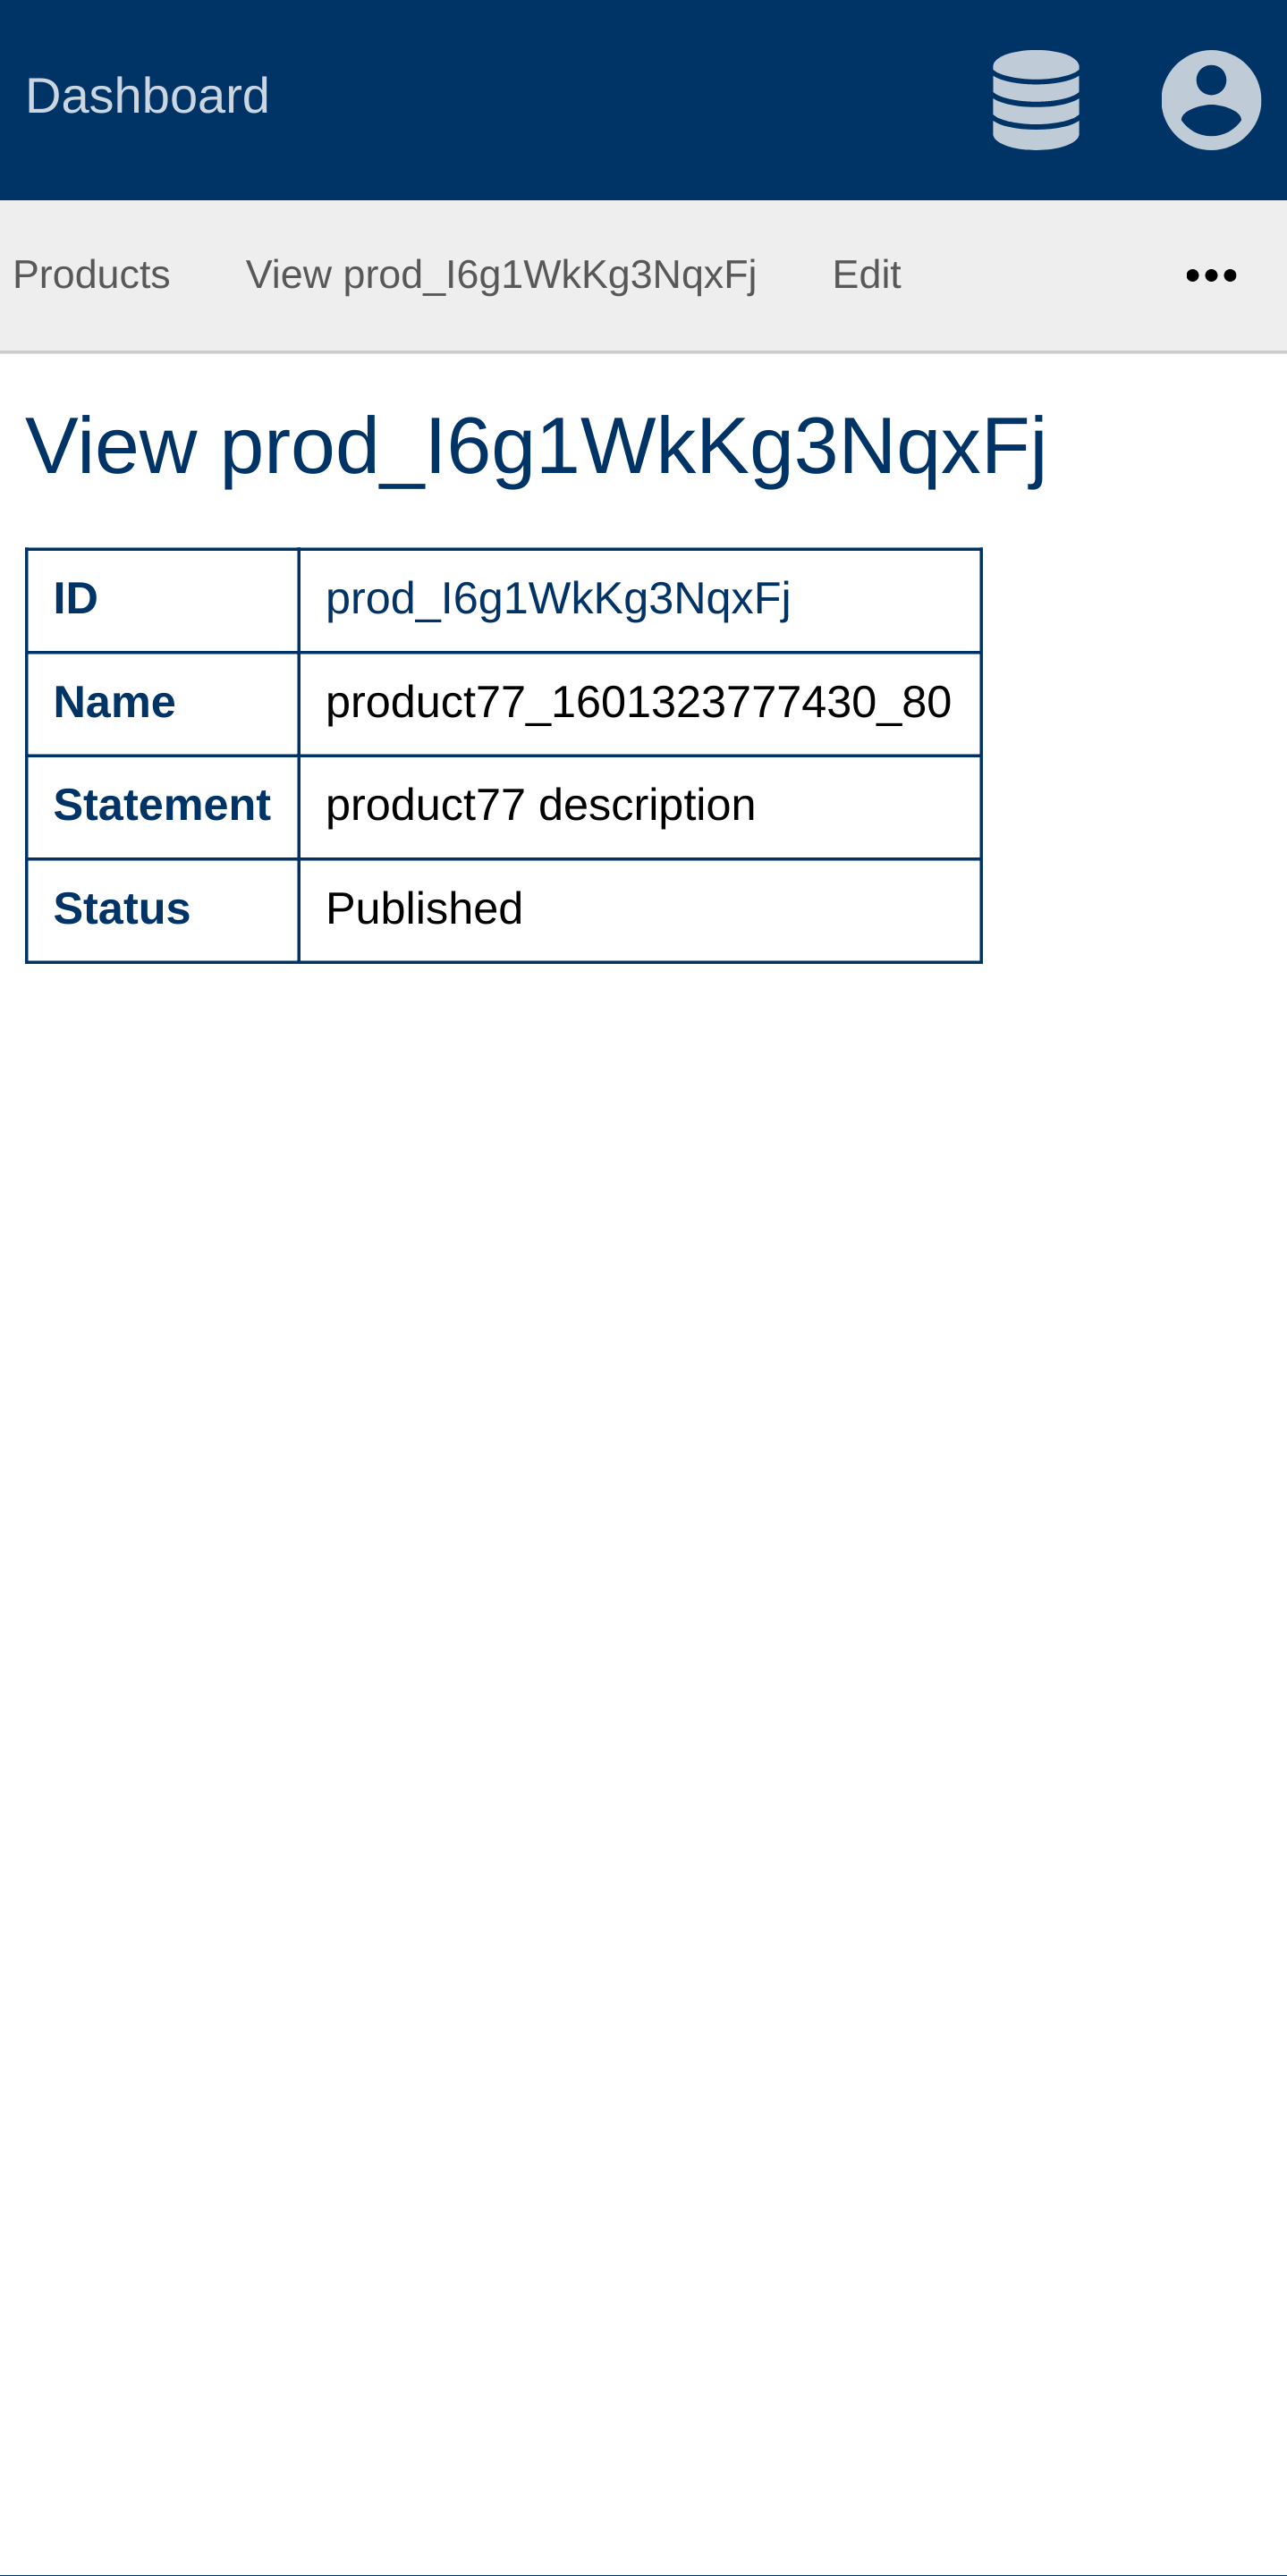 Dashboard
Products View prod_I6g1WkKg3NqxFj Edit
View prod_I6g1WkKg3NqxFj
ID prod_I6g1WkKg3NqxFj
Name product77_1601323777430_80
Statement product77 description
Status Published